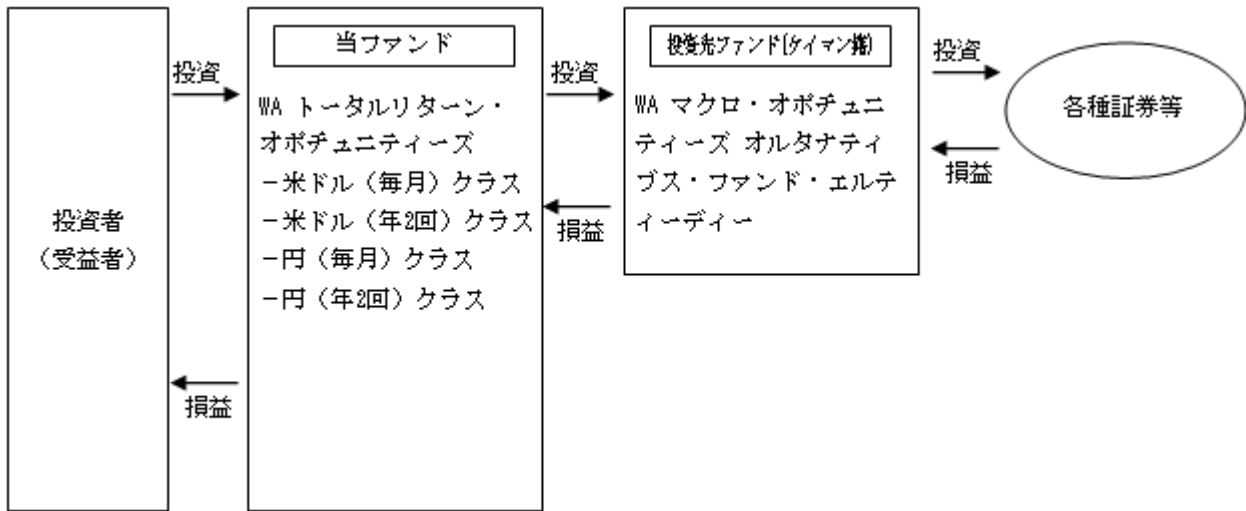 投資者
(受益者)
投資
損益
当ファンド
WA トータルリターン・
オポチュニティーズ
-米ドル(毎月)クラス
-米ドル(年2回)クラス
-円(毎月)クラス
-円(年2回)クラス
投資
損益
投資先ファンド(ケイマン籍)
WA マクロ・オポチュニ
ティーズ オルタナティ
ブス・ファンド・エルテ
ィーディー
投資
損益
各種証券等